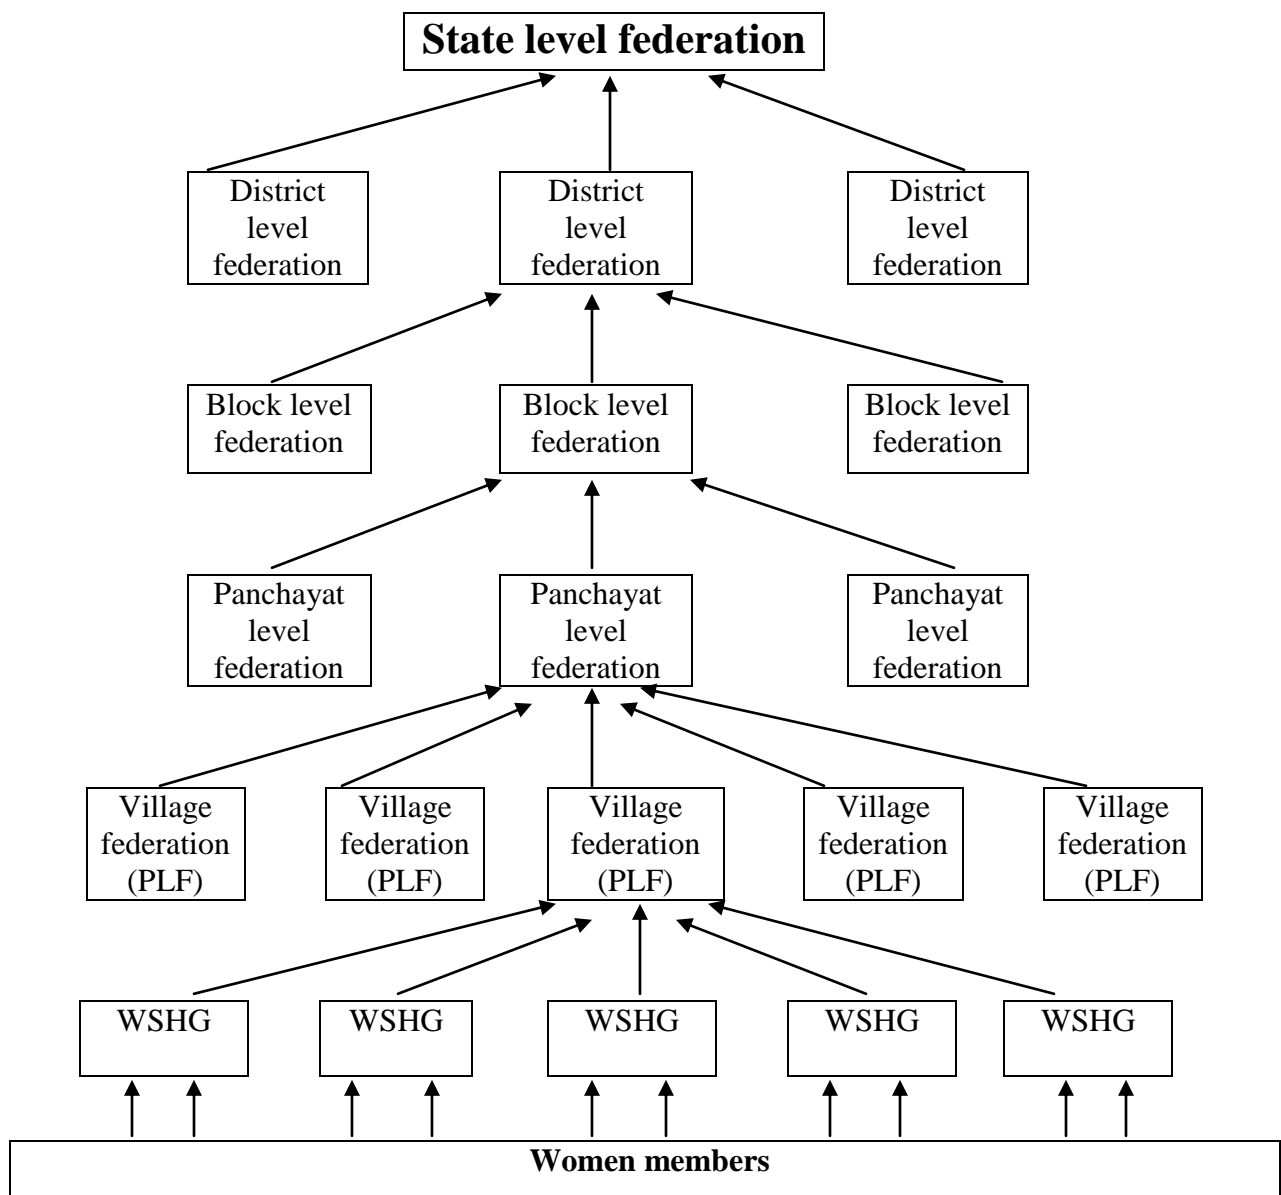 State level federation
District
level
federation
District
level
federation
District
level
federation
Block level
federation
Block level
federation
Block level
federation
Panchayat
level
federation
Panchayat
level
federation
Panchayat
level
federation
Village
federation
(PLF)
Village
federation
(PLF)
Village
federation
(PLF)
Village
federation
(PLF)
Village
federation
(PLF)
WSHG
WSHG
WSHG
WSHG
WSHG
Women members